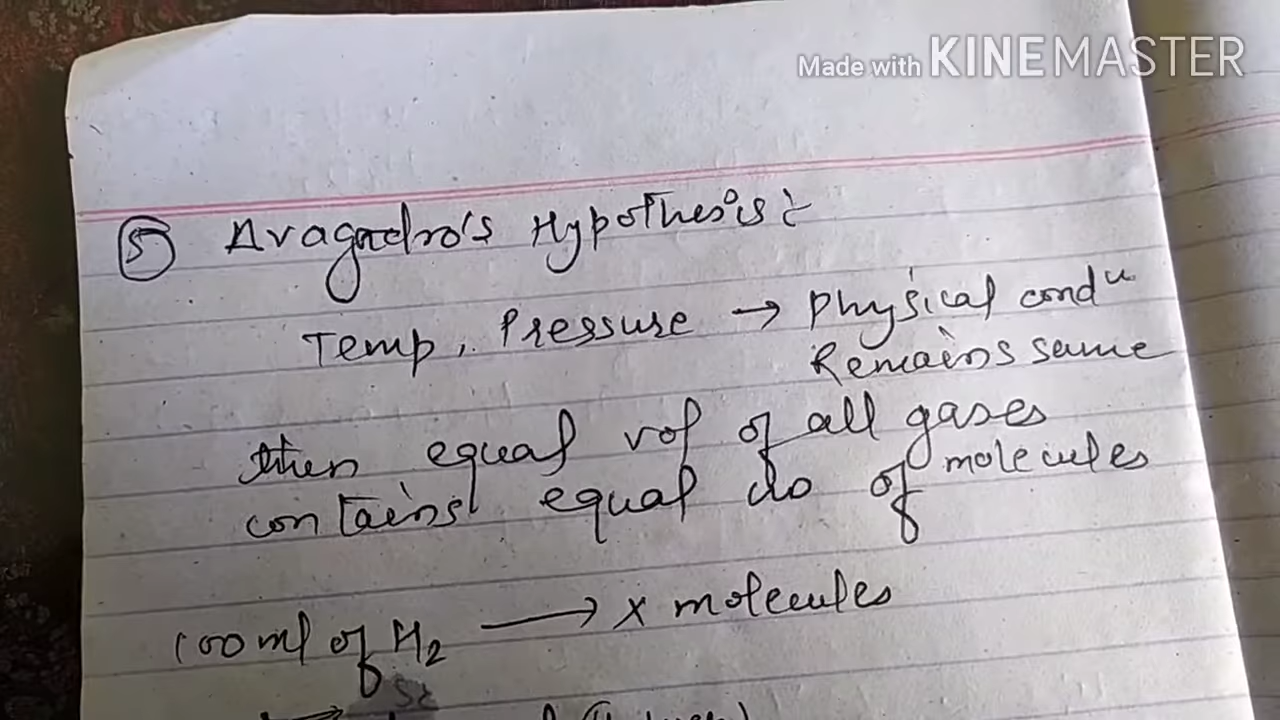 Made with KINEMASTER
⑤ Avagadro's Hypothesis:-
Temp, Pressure → Physical cond^n
Remains same
then equal vol of all gases
contains equal no of molecules
100 ml of H₂ → x molecules